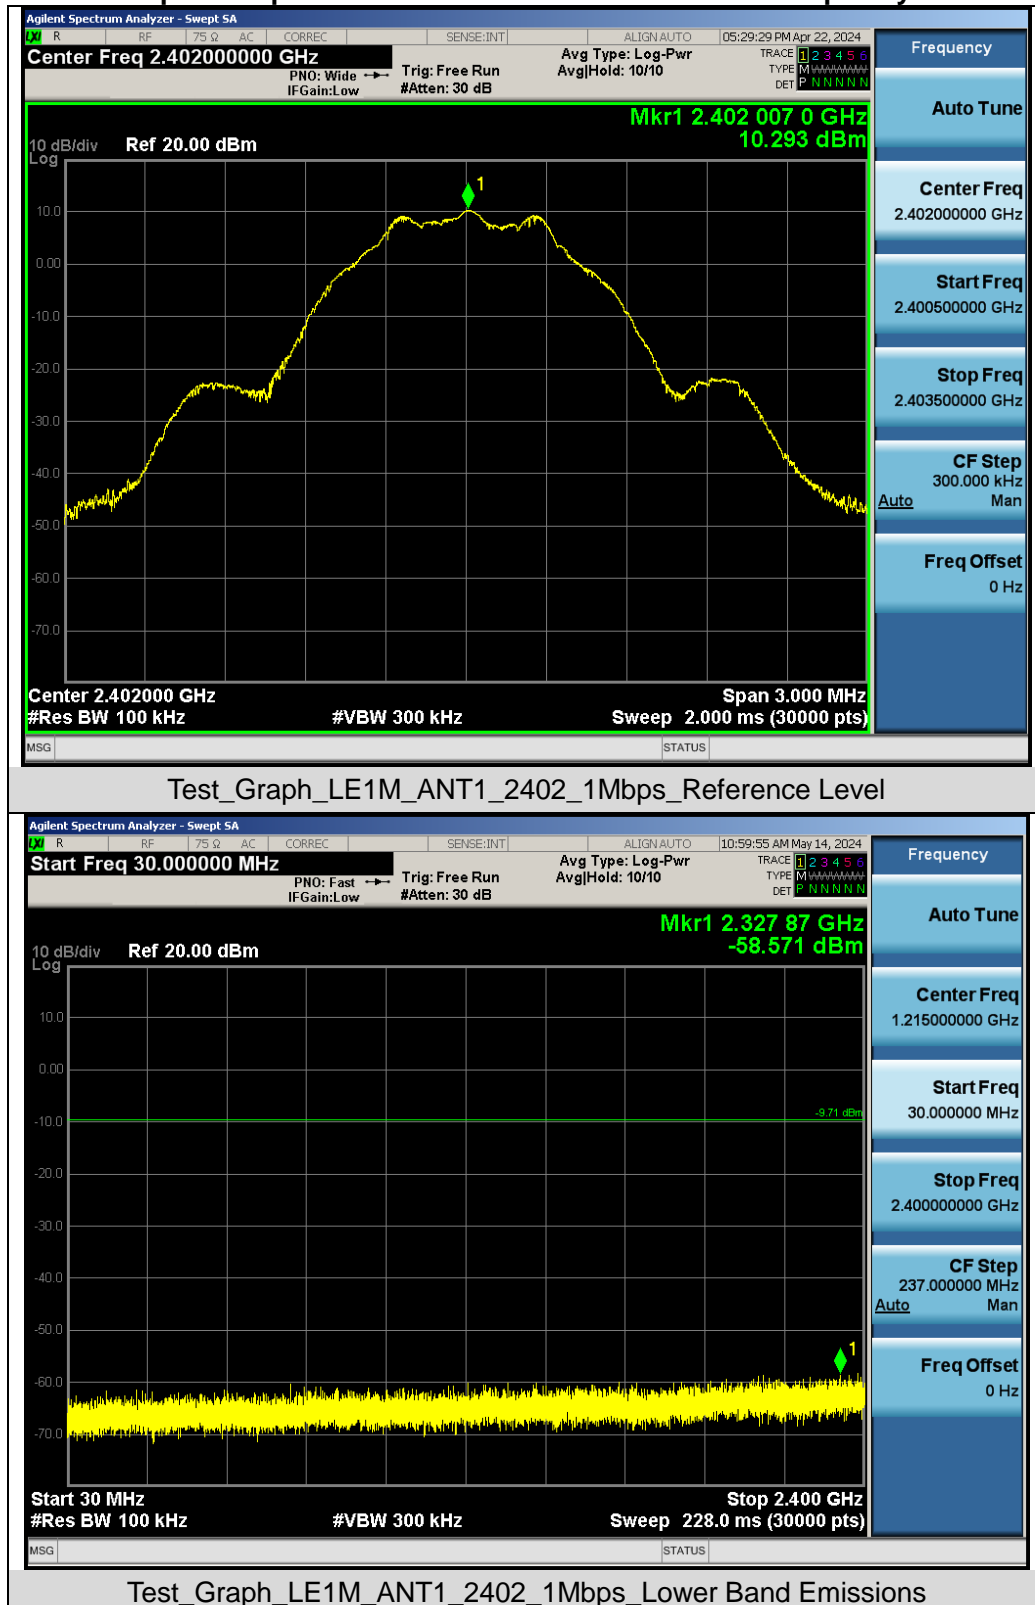 Agilent Spectrum Analyzer - Swept SA
LXI R RF 75 Ω AC CORREC SENSE:INT ALIGN AUTO 05:29:29 PM Apr 22, 2024
Center Freq 2.402000000 GHz
PNO: Wide
IFGain:Low
Trig: Free Run
#Atten: 30 dB
Avg Type: Log-Pwr
Avg|Hold: 10/10
TRACE 1 2 3 4 5 6
TYPE M
DET P N N N N N
Mkr1 2.402 007 0 GHz
10.293 dBm
10 dB/div Ref 20.00 dBm
Log
1
10.0
0.00
-10.0
-20.0
-30.0
-40.0
-50.0
-60.0
-70.0
Center 2.402000 GHz Span 3.000 MHz
#Res BW 100 kHz #VBW 300 kHz Sweep 2.000 ms (30000 pts)
MSG STATUS
Frequency
Auto Tune
Center Freq
2.402000000 GHz
Start Freq
2.400500000 GHz
Stop Freq
2.403500000 GHz
CF Step
300.000 kHz
Auto Man
Freq Offset
0 Hz
Test_Graph_LE1M_ANT1_2402_1Mbps_Reference Level
Agilent Spectrum Analyzer - Swept SA
LXI R RF 75 Ω AC CORREC SENSE:INT ALIGN AUTO 10:59:55 AM May 14, 2024
Start Freq 30.000000 MHz
PNO: Fast
IFGain:Low
Trig: Free Run
#Atten: 30 dB
Avg Type: Log-Pwr
Avg|Hold: 10/10
TRACE 1 2 3 4 5 6
TYPE M
DET P N N N N N
Mkr1 2.327 87 GHz
-58.571 dBm
10 dB/div Ref 20.00 dBm
Log
10.0
0.00
-9.71 dBm
-10.0
-20.0
-30.0
-40.0
-50.0
1
-60.0
-70.0
Start 30 MHz Stop 2.400 GHz
#Res BW 100 kHz #VBW 300 kHz Sweep 228.0 ms (30000 pts)
MSG STATUS
Frequency
Auto Tune
Center Freq
1.215000000 GHz
Start Freq
30.000000 MHz
Stop Freq
2.400000000 GHz
CF Step
237.000000 MHz
Auto Man
Freq Offset
0 Hz
Test_Graph_LE1M_ANT1_2402_1Mbps_Lower Band Emissions